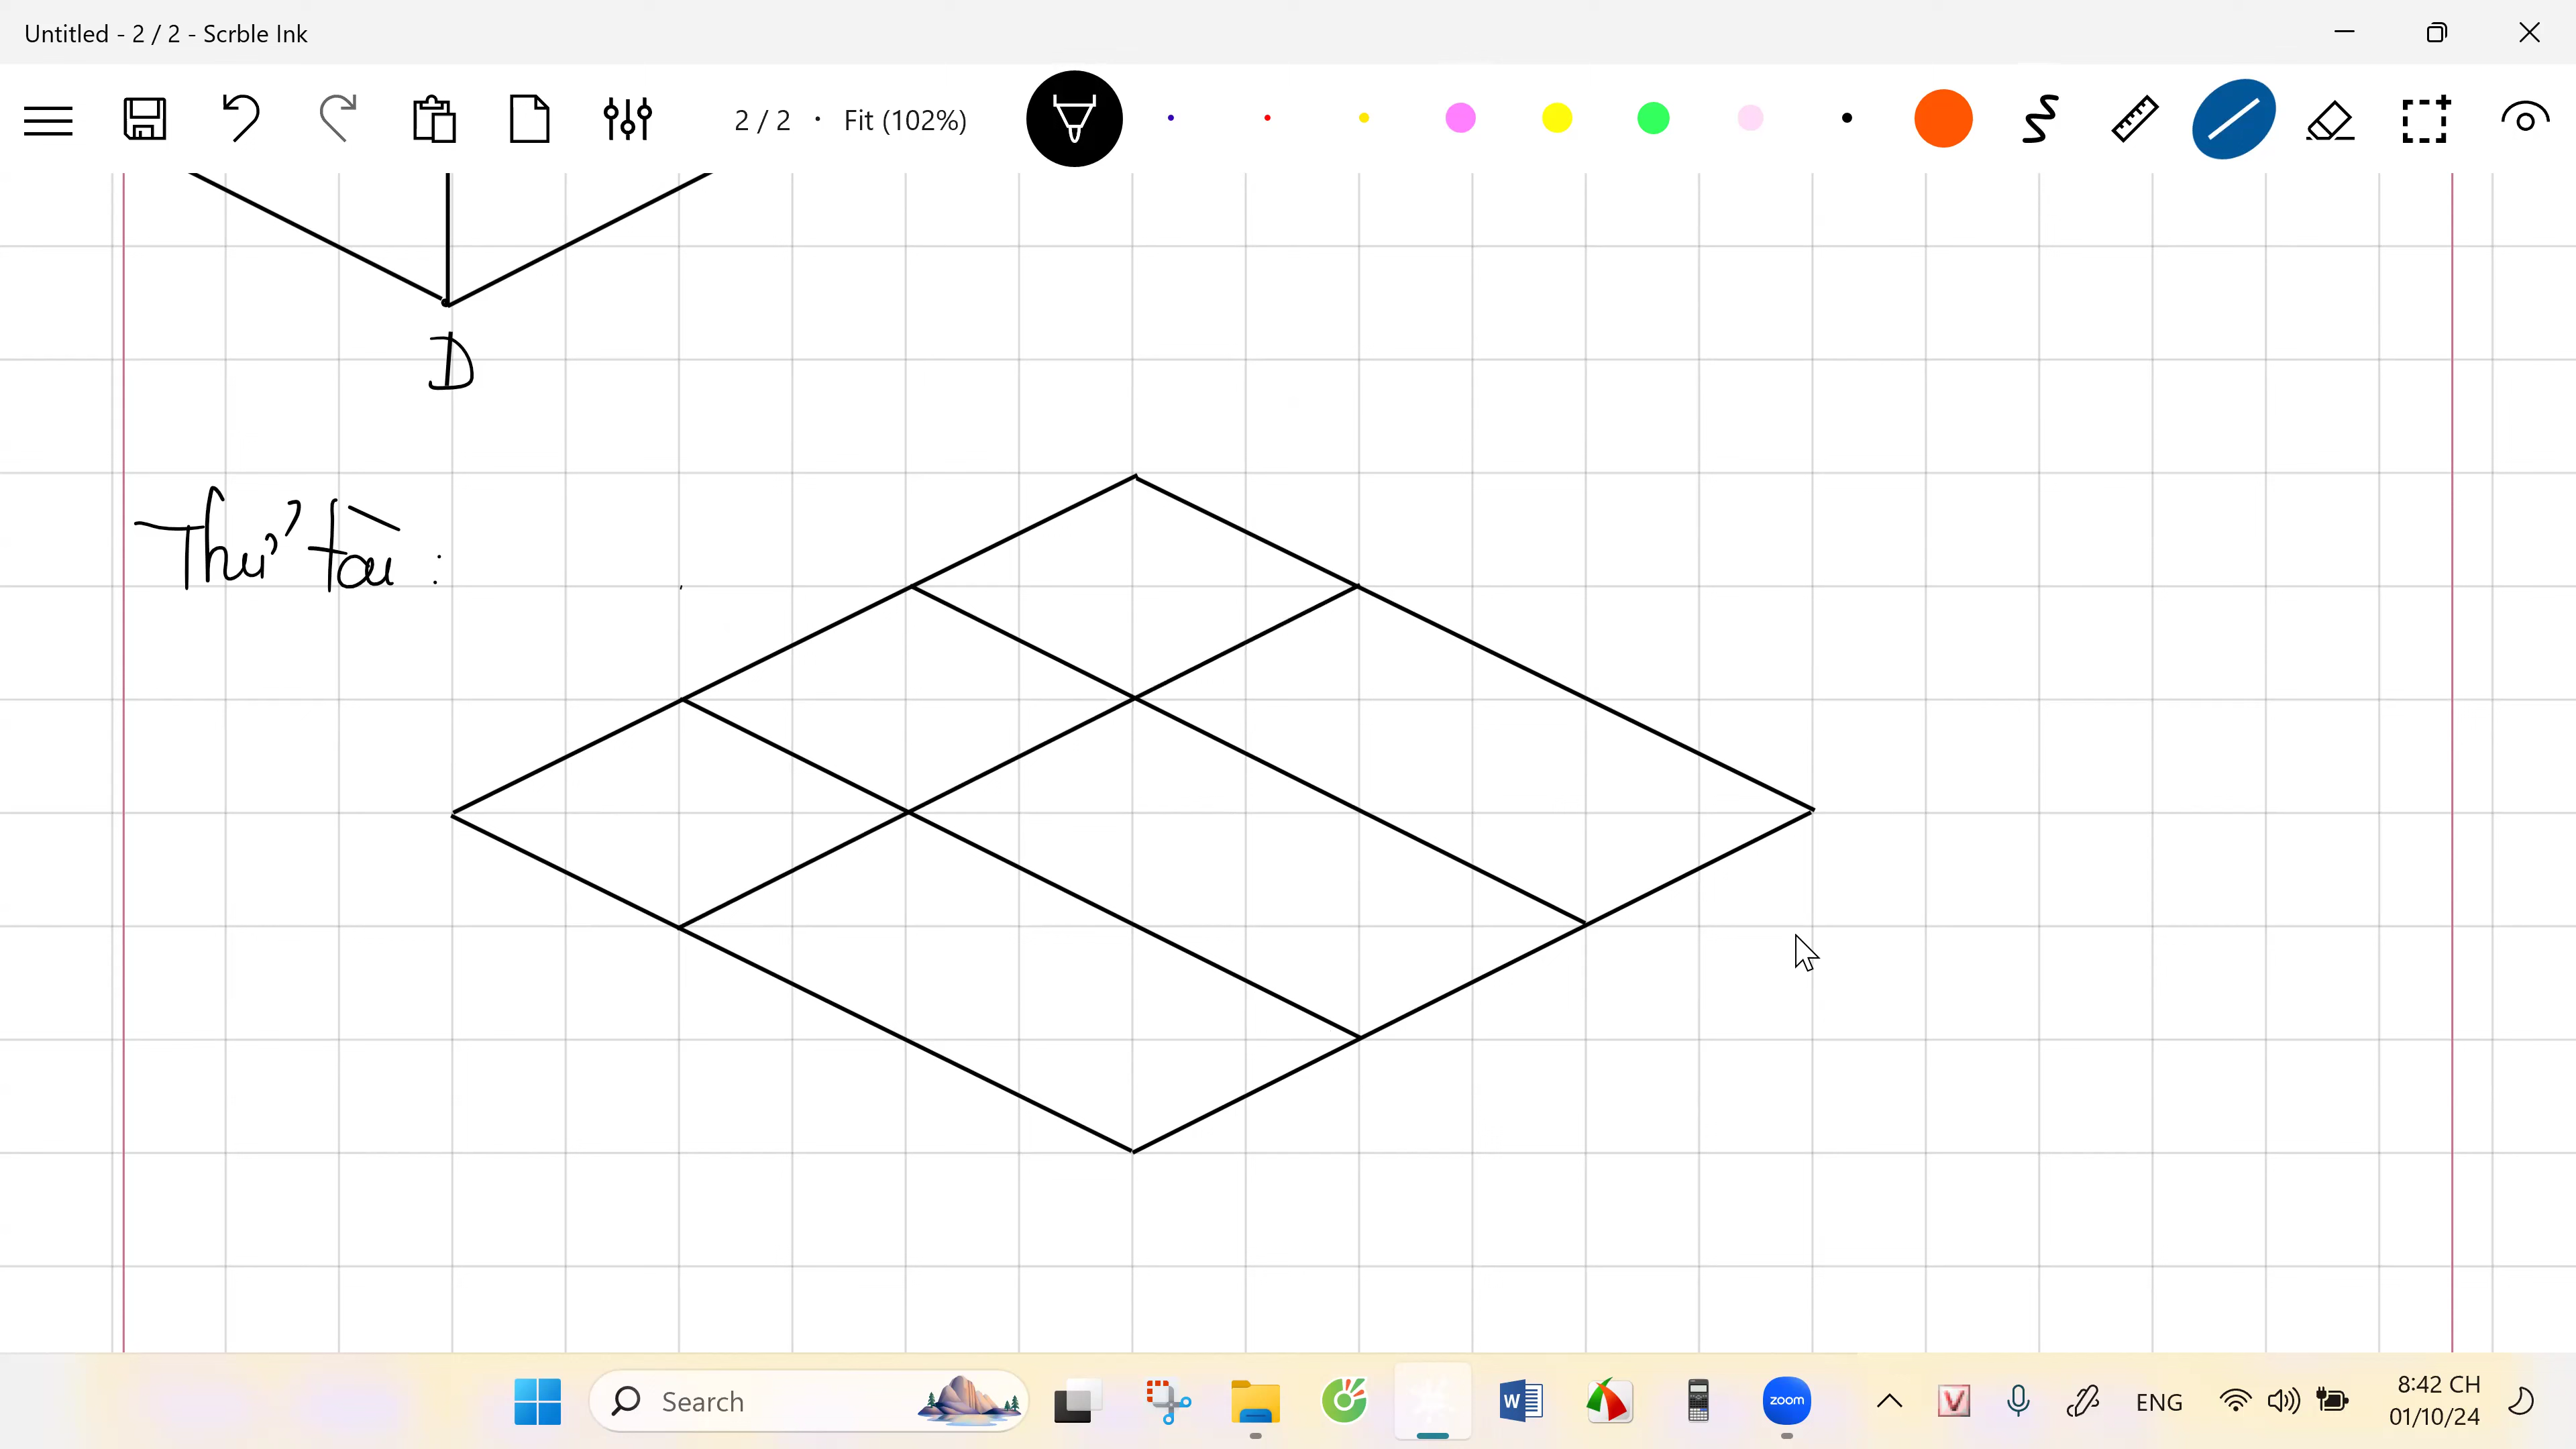 Untitled - 2 / 2 - Scrble Ink
2 / 2 · Fit (102%)
D
Thử tài :
Search
W
zoom
V
ENG
8:42 CH
01/10/24